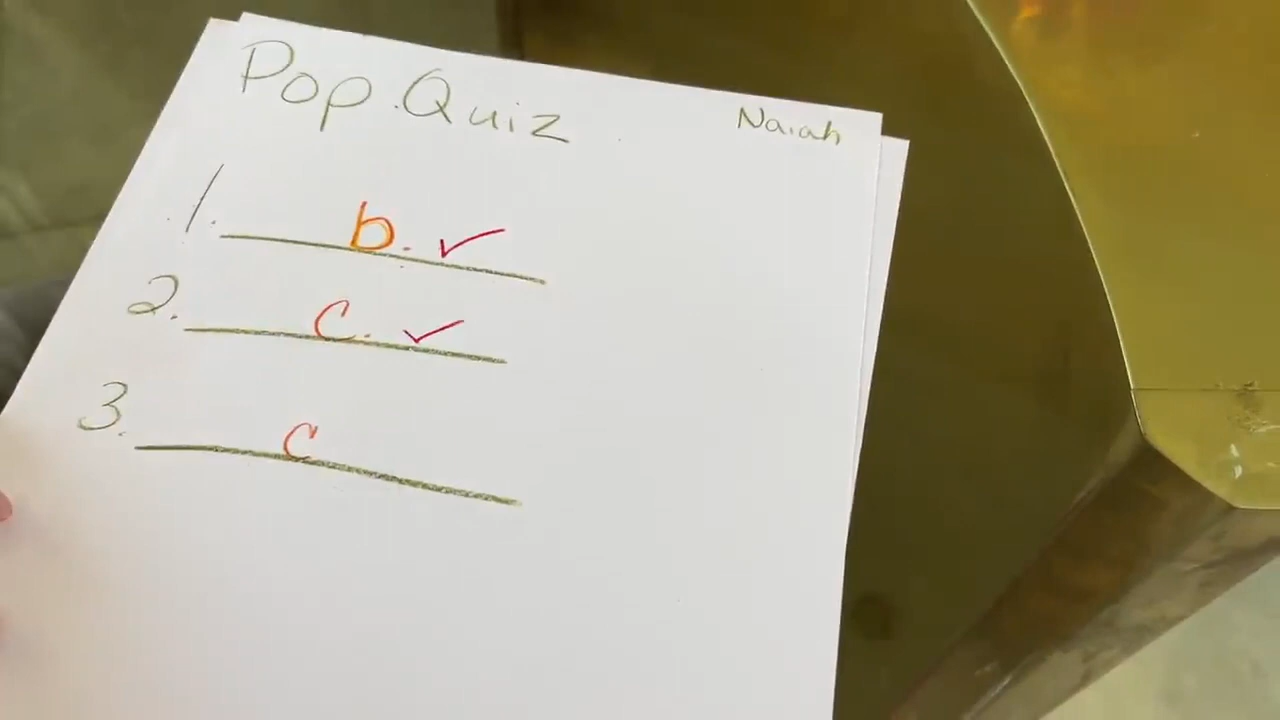 Pop Quiz
Naiah
1. b. ✓
2. c. ✓
3. c